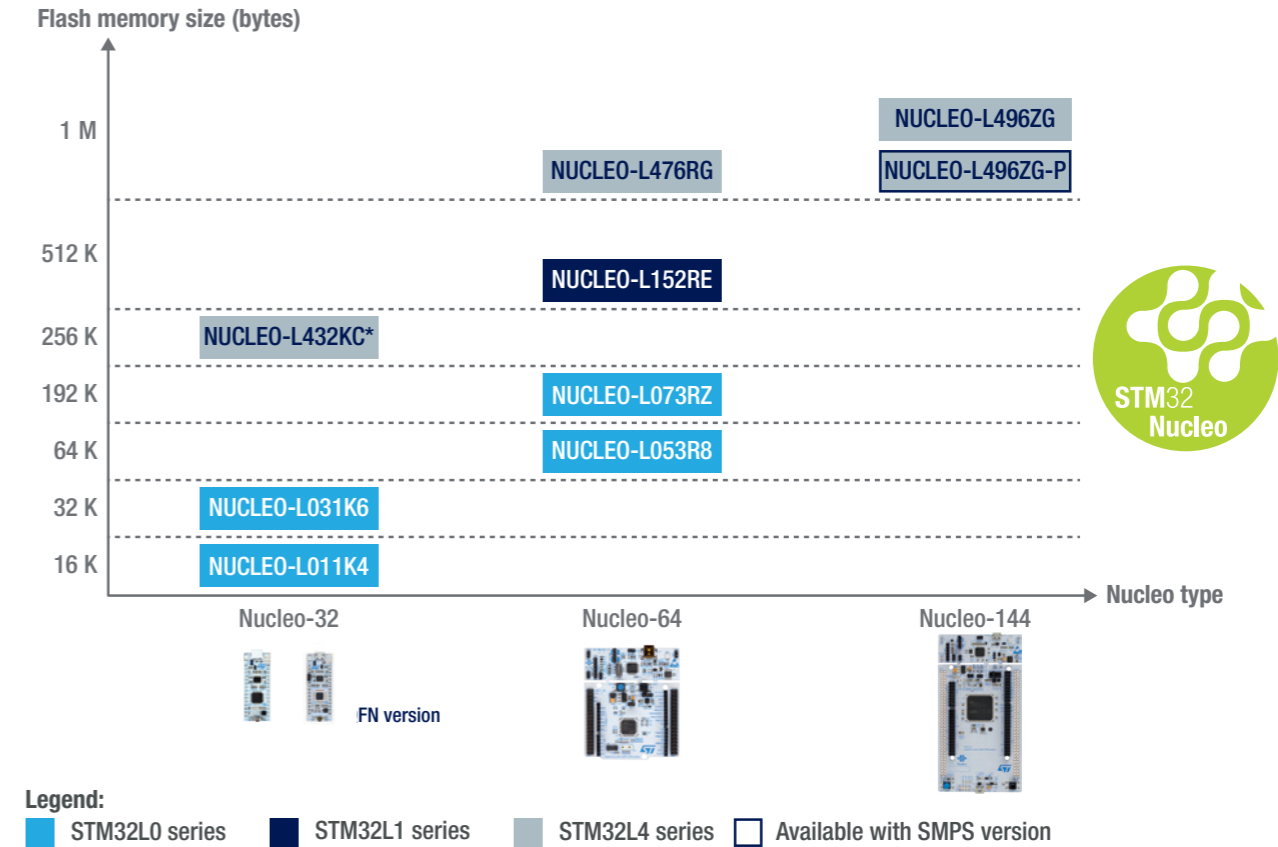 Flash memory size (bytes)
1 M
NUCLEO-L496ZG
NUCLEO-L476RG
NUCLEO-L496ZG-P
512 K
NUCLEO-L152RE
256 K
NUCLEO-L432KC*
192 K
NUCLEO-L073RZ
64 K
NUCLEO-L053R8
32 K
NUCLEO-L031K6
16 K
NUCLEO-L011K4
STM32
Nucleo
Nucleo type
Nucleo-32
Nucleo-64
Nucleo-144
FN version
Legend:
STM32L0 series
STM32L1 series
STM32L4 series
Available with SMPS version